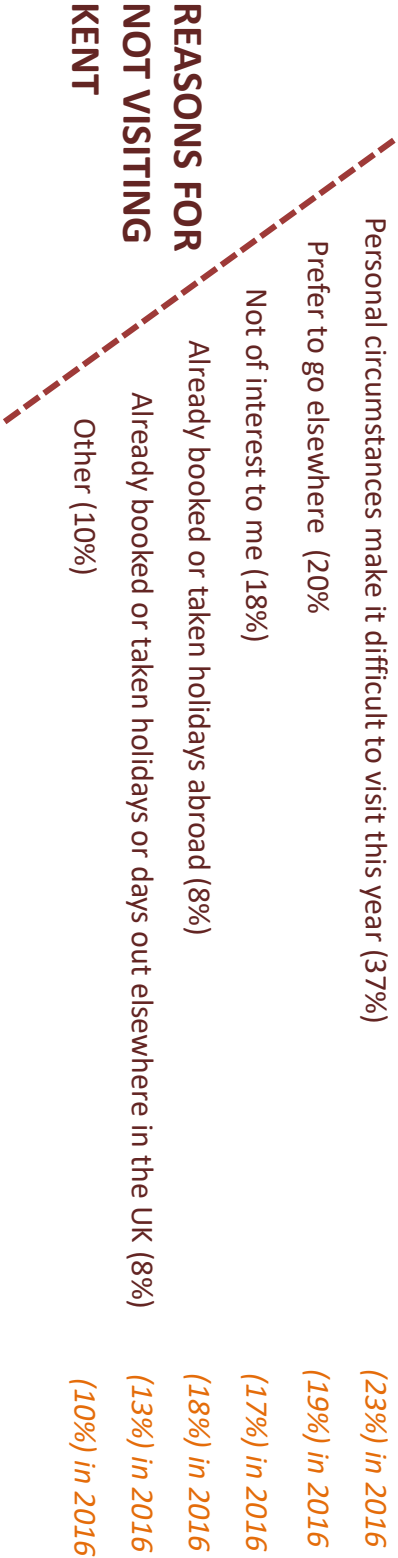 REASONS FOR
NOT VISITING
KENT
Personal circumstances make it difficult to visit this year (37%)
(23%) in 2016
Prefer to go elsewhere  (20%
(19%) in 2016
Not of interest to me (18%)
(17%) in 2016
Already booked or taken holidays abroad (8%)
(18%) in 2016
Already booked or taken holidays or days out elsewhere in the UK (8%)
(13%) in 2016
Other (10%)
(10%) in 2016